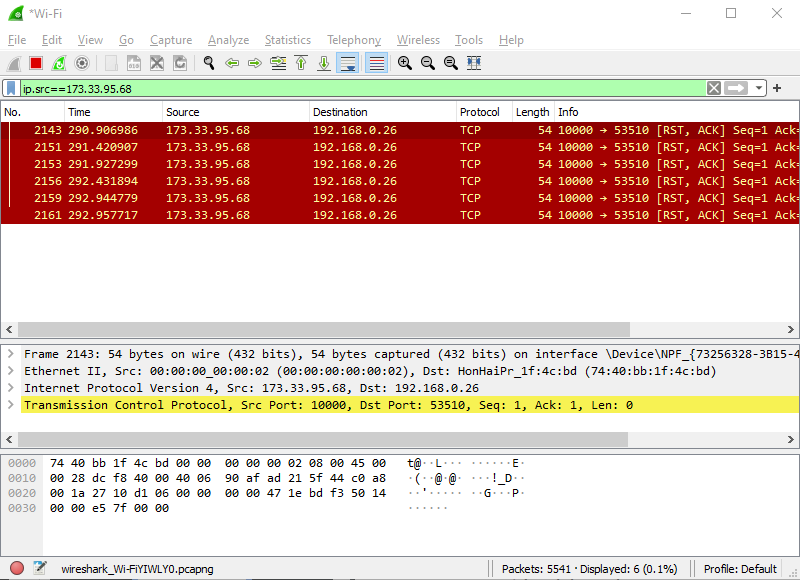 *Wi-Fi
File Edit View Go Capture Analyze Statistics Telephony Wireless Tools Help
ip.src==173.33.95.68
No. Time Source Destination Protocol Length Info
2143 290.906986 173.33.95.68 192.168.0.26 TCP 54 10000 → 53510 [RST, ACK] Seq=1 Ack=
2151 291.420907 173.33.95.68 192.168.0.26 TCP 54 10000 → 53510 [RST, ACK] Seq=1 Ack=
2153 291.927299 173.33.95.68 192.168.0.26 TCP 54 10000 → 53510 [RST, ACK] Seq=1 Ack=
2156 292.431894 173.33.95.68 192.168.0.26 TCP 54 10000 → 53510 [RST, ACK] Seq=1 Ack=
2159 292.944779 173.33.95.68 192.168.0.26 TCP 54 10000 → 53510 [RST, ACK] Seq=1 Ack=
2161 292.957717 173.33.95.68 192.168.0.26 TCP 54 10000 → 53510 [RST, ACK] Seq=1 Ack=
Frame 2143: 54 bytes on wire (432 bits), 54 bytes captured (432 bits) on interface \Device\NPF_{73256328-3B15-4
Ethernet II, Src: 00:00:00_00:00:02 (00:00:00:00:00:02), Dst: HonHaiPr_1f:4c:bd (74:40:bb:1f:4c:bd)
Internet Protocol Version 4, Src: 173.33.95.68, Dst: 192.168.0.26
Transmission Control Protocol, Src Port: 10000, Dst Port: 53510, Seq: 1, Ack: 1, Len: 0
0000 74 40 bb 1f 4c bd 00 00 00 00 00 02 08 00 45 00 t@··L··· ······E·
0010 00 28 dc f8 40 00 40 06 90 af ad 21 5f 44 c0 a8 ·(··@·@· ···!_D··
0020 00 1a 27 10 d1 06 00 00 00 00 47 1e bd f3 50 14 ··'····· ··G···P·
0030 00 00 e5 7f 00 00 ······
wireshark_Wi-FiYIWLY0.pcapng Packets: 5541 · Displayed: 6 (0.1%) Profile: Default